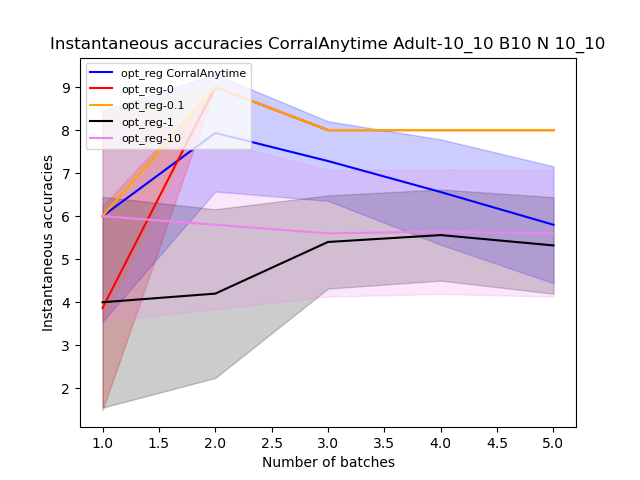 Instantaneous accuracies CorralAnytime Adult-10_10 B10 N 10_10
opt_reg CorralAnytime
opt_reg-0
opt_reg-0.1
opt_reg-1
opt_reg-10
Instantaneous accuracies
9
8
7
6
5
4
3
2
1.0 1.5 2.0 2.5 3.0 3.5 4.0 4.5 5.0
Number of batches